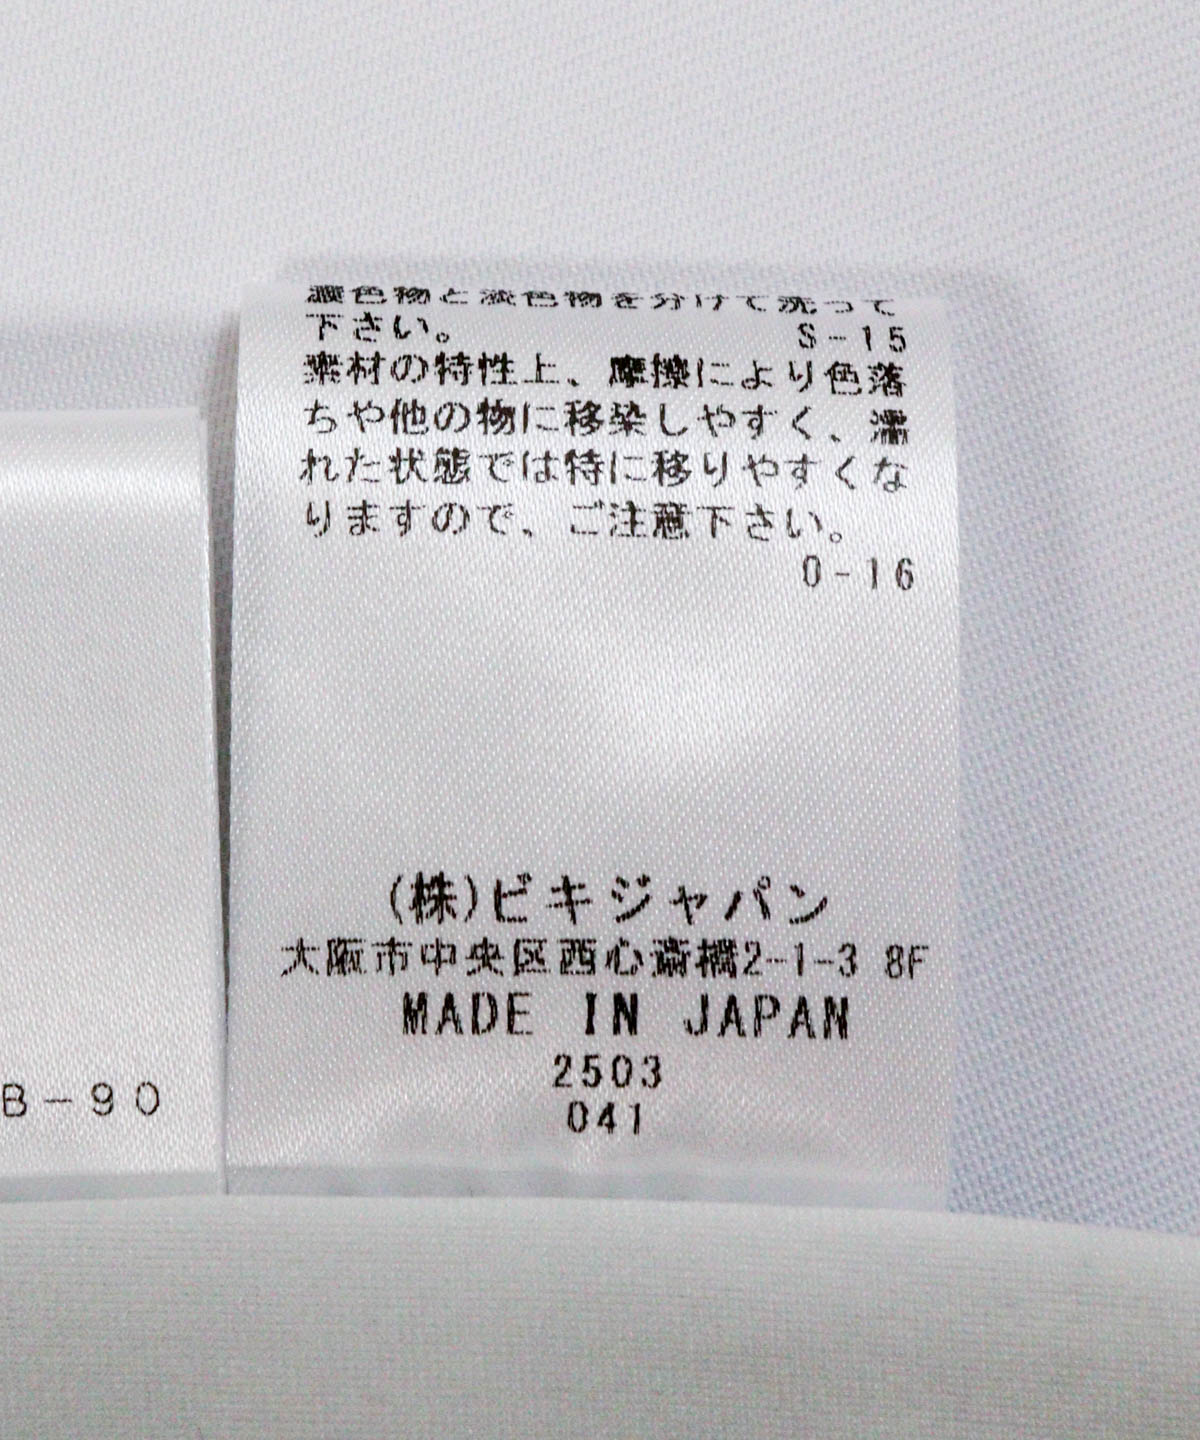 濃色物と淡色物を分けて洗って
下さい。 S-15
素材の特性上、摩擦により色落
ちや他の物に移染しやすく、濡
れた状態では特に移りやすくな
りますので、ご注意下さい。
0-16
(株)ビキジャパン
大阪市中央区西心斎橋2-1-3 8F
MADE IN JAPAN
2503
041
B-90